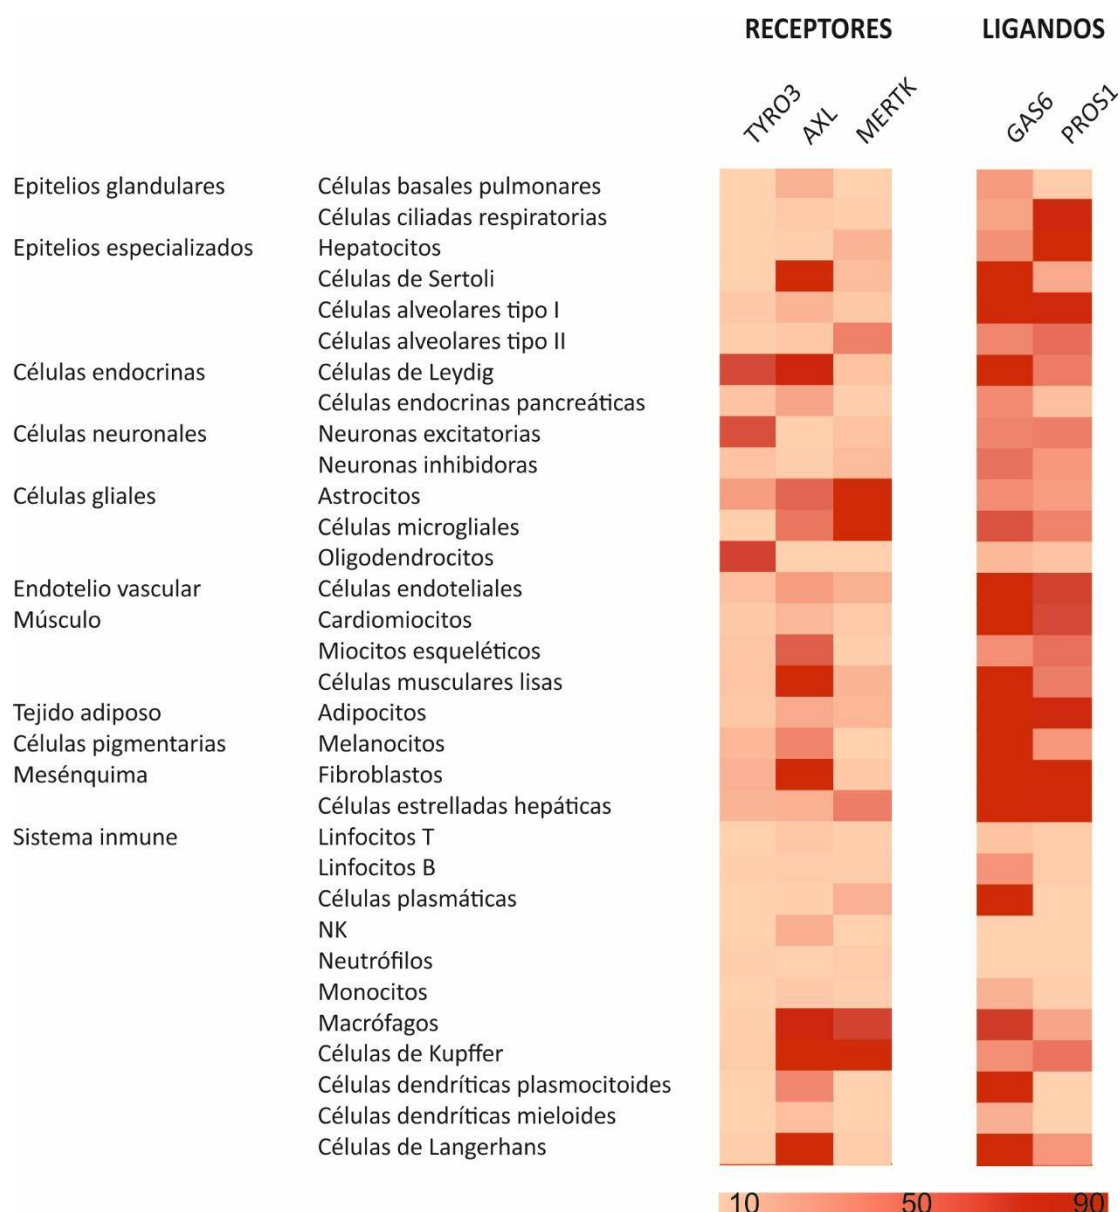 RECEPTORES LIGANDOS
TYRO3 AXL MERTK GAS6 PROS1
Epitelios glandulares Células basales pulmonares
Células ciliadas respiratorias
Epitelios especializados Hepatocitos
Células de Sertoli
Células alveolares tipo I
Células alveolares tipo II
Células endocrinas Células de Leydig
Células endocrinas pancreáticas
Células neuronales Neuronas excitatorias
Neuronas inhibidoras
Células gliales Astrocitos
Células microgliales
Oligodendrocitos
Endotelio vascular Células endoteliales
Músculo Cardiomiocitos
Miocitos esqueléticos
Células musculares lisas
Tejido adiposo Adipocitos
Células pigmentarias Melanocitos
Mesénquima Fibroblastos
Células estrelladas hepáticas
Sistema inmune Linfocitos T
Linfocitos B
Células plasmáticas
NK
Neutrófilos
Monocitos
Macrófagos
Células de Kupffer
Células dendríticas plasmocitoides
Células dendríticas mieloides
Células de Langerhans
10 50 90